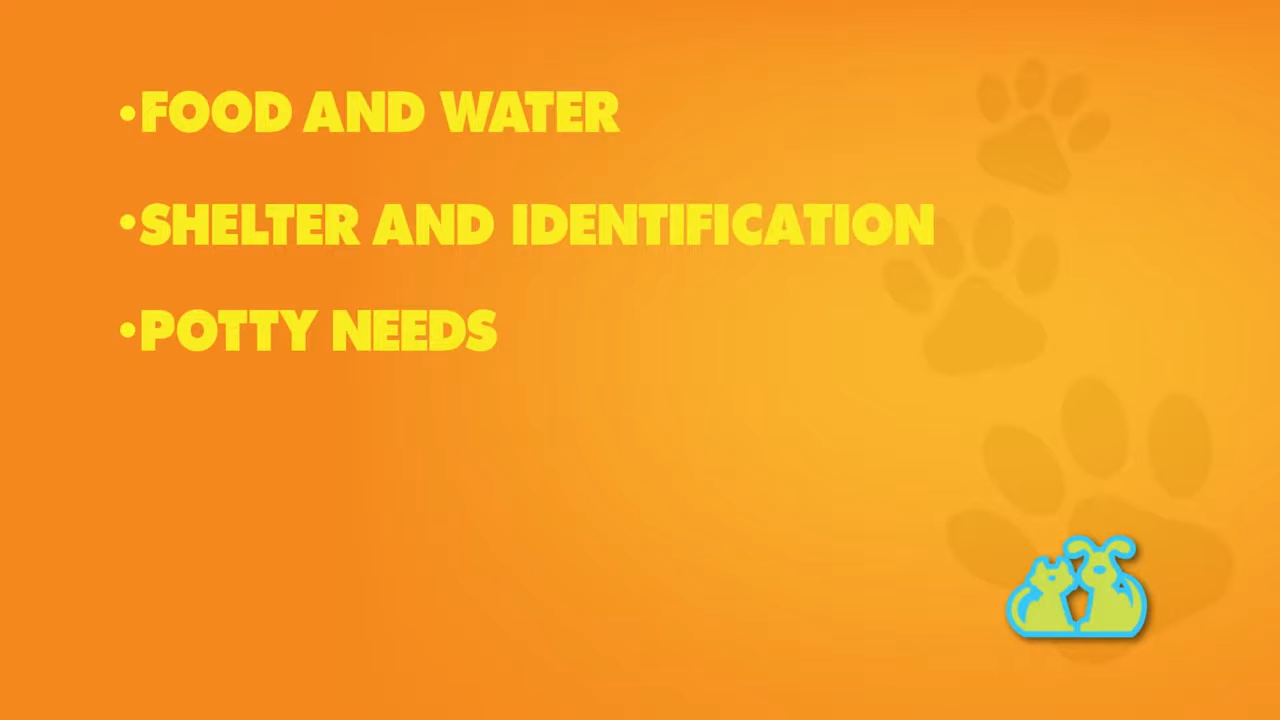 •FOOD AND WATER
•SHELTER AND IDENTIFICATION
•POTTY NEEDS